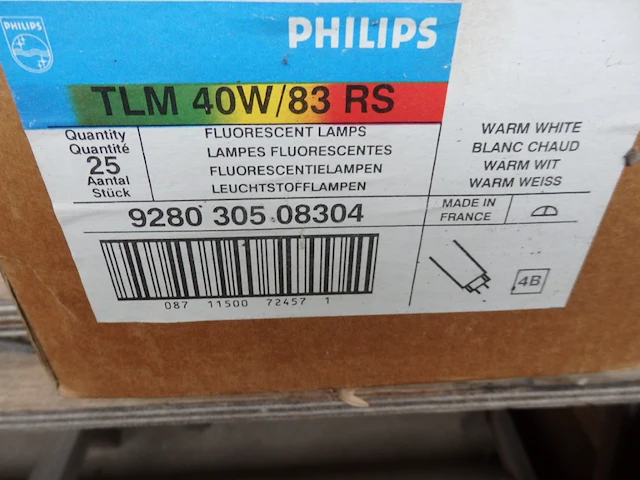 PHILIPS
PHILIPS
TLM 40W/83 RS
Quantity
Quantité
25
Aantal
Stück
FLUORESCENT LAMPS
LAMPES FLUORESCENTES
FLUORESCENTIELAMPEN
LEUCHTSTOFFLAMPEN
WARM WHITE
BLANC CHAUD
WARM WIT
WARM WEISS
9280 305 08304
MADE IN
FRANCE
087 11500 72457 1
4B